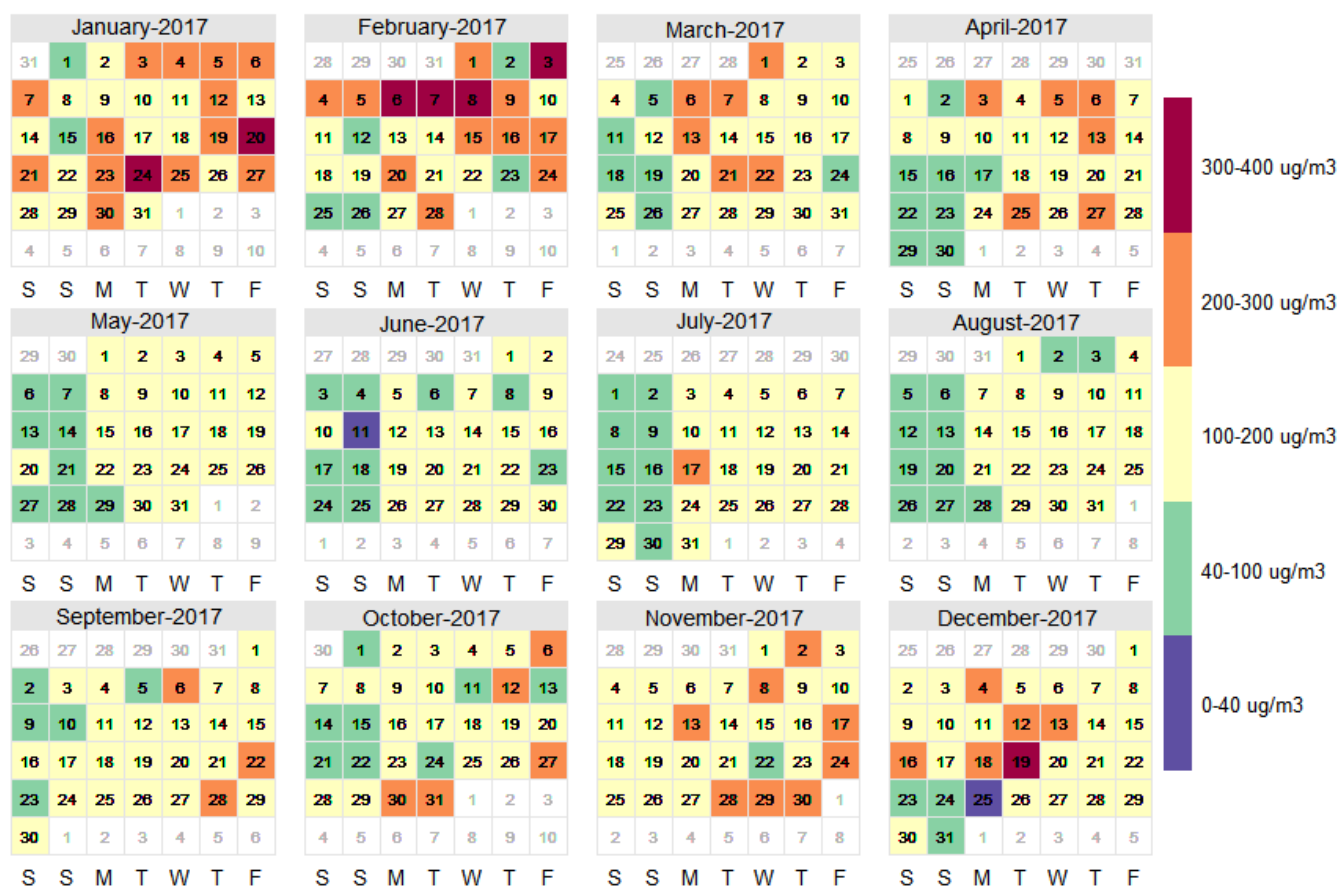 January-2017 February-2017 March-2017 April-2017
31 1 2 3 4 5 6 28 29 30 31 1 2 3 25 26 27 28 1 2 3 25 26 27 28 29 30 31
7 8 9 10 11 12 13 4 5 6 7 8 9 10 4 5 6 7 8 9 10 1 2 3 4 5 6 7
14 15 16 17 18 19 20 11 12 13 14 15 16 17 11 12 13 14 15 16 17 8 9 10 11 12 13 14
300-400 ug/m3
21 22 23 24 25 26 27 18 19 20 21 22 23 24 18 19 20 21 22 23 24 15 16 17 18 19 20 21
28 29 30 31 1 2 3 25 26 27 28 1 2 3 25 26 27 28 29 30 31 22 23 24 25 26 27 28
4 5 6 7 8 9 10 4 5 6 7 8 9 10 1 2 3 4 5 6 7 29 30 1 2 3 4 5
S S M T W T F S S M T W T F S S M T W T F S S M T W T F
200-300 ug/m3
May-2017 June-2017 July-2017 August-2017
29 30 1 2 3 4 5 27 28 29 30 31 1 2 24 25 26 27 28 29 30 29 30 31 1 2 3 4
6 7 8 9 10 11 12 3 4 5 6 7 8 9 1 2 3 4 5 6 7 5 6 7 8 9 10 11
13 14 15 16 17 18 19 10 11 12 13 14 15 16 8 9 10 11 12 13 14 12 13 14 15 16 17 18
100-200 ug/m3
20 21 22 23 24 25 26 17 18 19 20 21 22 23 15 16 17 18 19 20 21 19 20 21 22 23 24 25
27 28 29 30 31 1 2 24 25 26 27 28 29 30 22 23 24 25 26 27 28 26 27 28 29 30 31 1
3 4 5 6 7 8 9 1 2 3 4 5 6 7 29 30 31 1 2 3 4 2 3 4 5 6 7 8
40-100 ug/m3
S S M T W T F S S M T W T F S S M T W T F S S M T W T F
September-2017 October-2017 November-2017 December-2017
26 27 28 29 30 31 1 30 1 2 3 4 5 6 28 29 30 31 1 2 3 25 26 27 28 29 30 1
2 3 4 5 6 7 8 7 8 9 10 11 12 13 4 5 6 7 8 9 10 2 3 4 5 6 7 8
0-40 ug/m3
9 10 11 12 13 14 15 14 15 16 17 18 19 20 11 12 13 14 15 16 17 9 10 11 12 13 14 15
16 17 18 19 20 21 22 21 22 23 24 25 26 27 18 19 20 21 22 23 24 16 17 18 19 20 21 22
23 24 25 26 27 28 29 28 29 30 31 1 2 3 25 26 27 28 29 30 1 23 24 25 26 27 28 29
30 1 2 3 4 5 6 4 5 6 7 8 9 10 2 3 4 5 6 7 8 30 31 1 2 3 4 5
S S M T W T F S S M T W T F S S M T W T F S S M T W T F